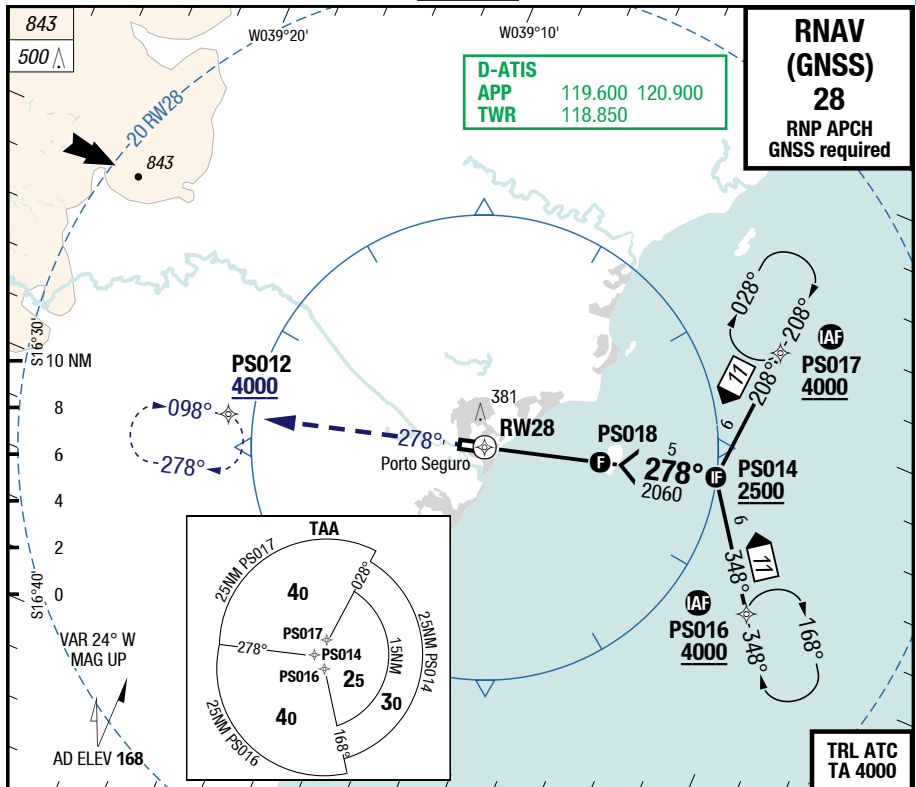 843
500
W039°20'
W039°10'
D-ATIS
APP 119.600 120.900
TWR 118.850
RNAV
(GNSS)
28
RNP APCH
GNSS required
20 RW28
843
028°
208°
IAF
PS017
4000
11
208°
6
S16°30'
10 NM
8
6
4
2
0
S16°40'
PS012
4000
098°
278°
278°
381
RW28
Porto Seguro
PS018
F
5
278°
2060
IF
PS014
2500
6
11
348°
IAF
PS016
4000
348°
168°
TAA
25NM PS017
40
028°
PS017
278°
PS014
PS016
25
15NM
25NM PS014
30
40
25NM PS016
168°
VAR 24° W
MAG UP
AD ELEV 168
TRL ATC
TA 4000